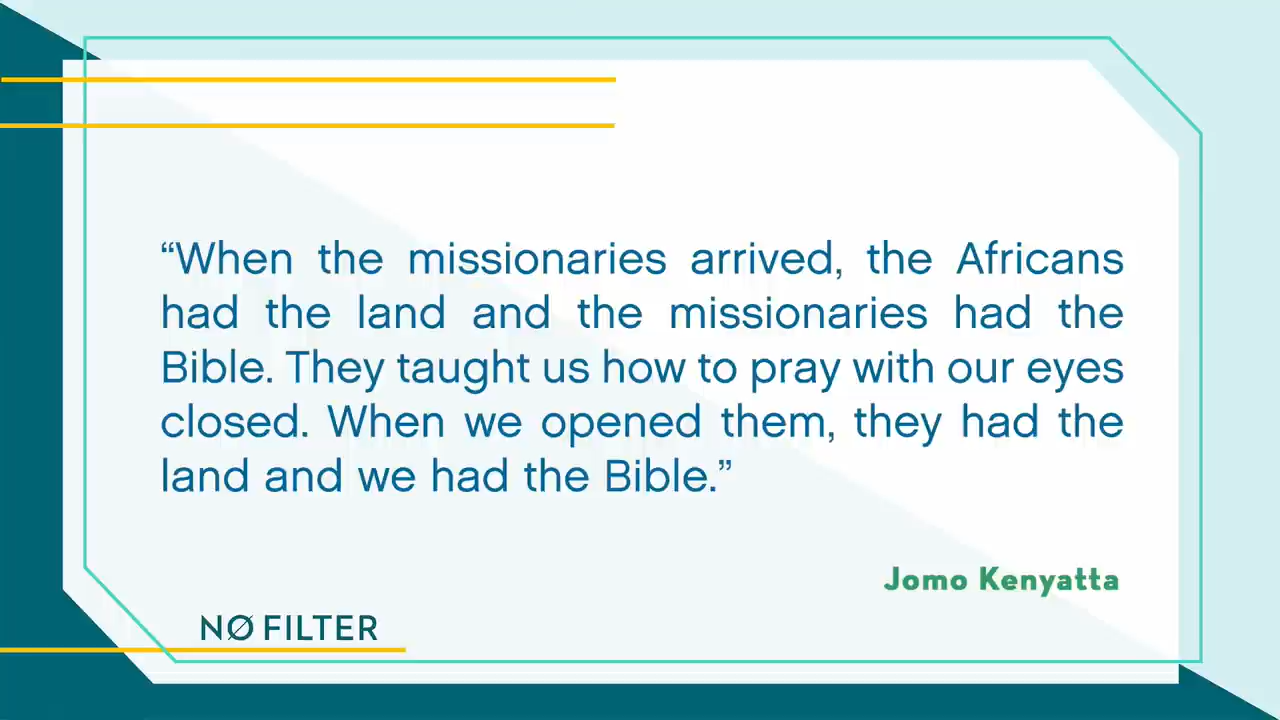 “When the missionaries arrived, the Africans
had the land and the missionaries had the
Bible. They taught us how to pray with our eyes
closed. When we opened them, they had the
land and we had the Bible.”
Jomo Kenyatta
NØ FILTER